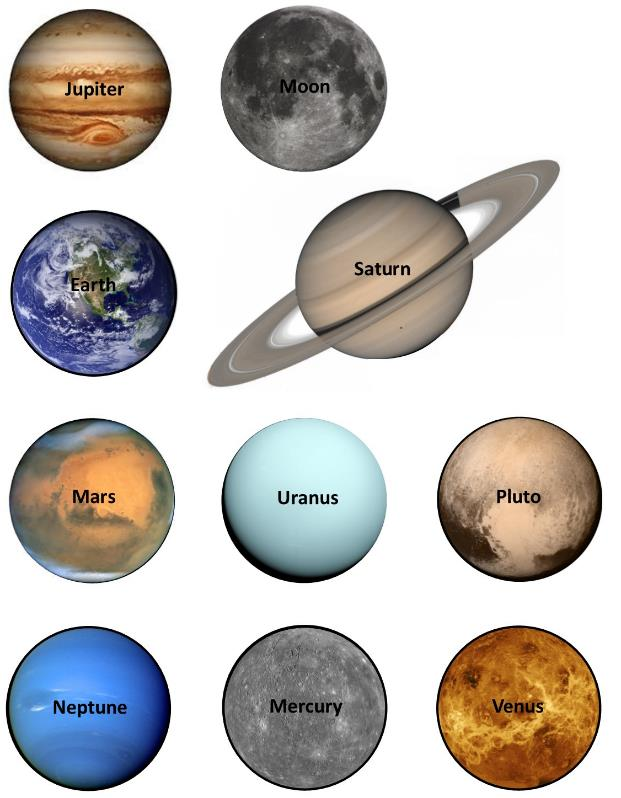 Jupiter
Moon
Earth
Saturn
Mars
Uranus
Pluto
Neptune
Mercury
Venus